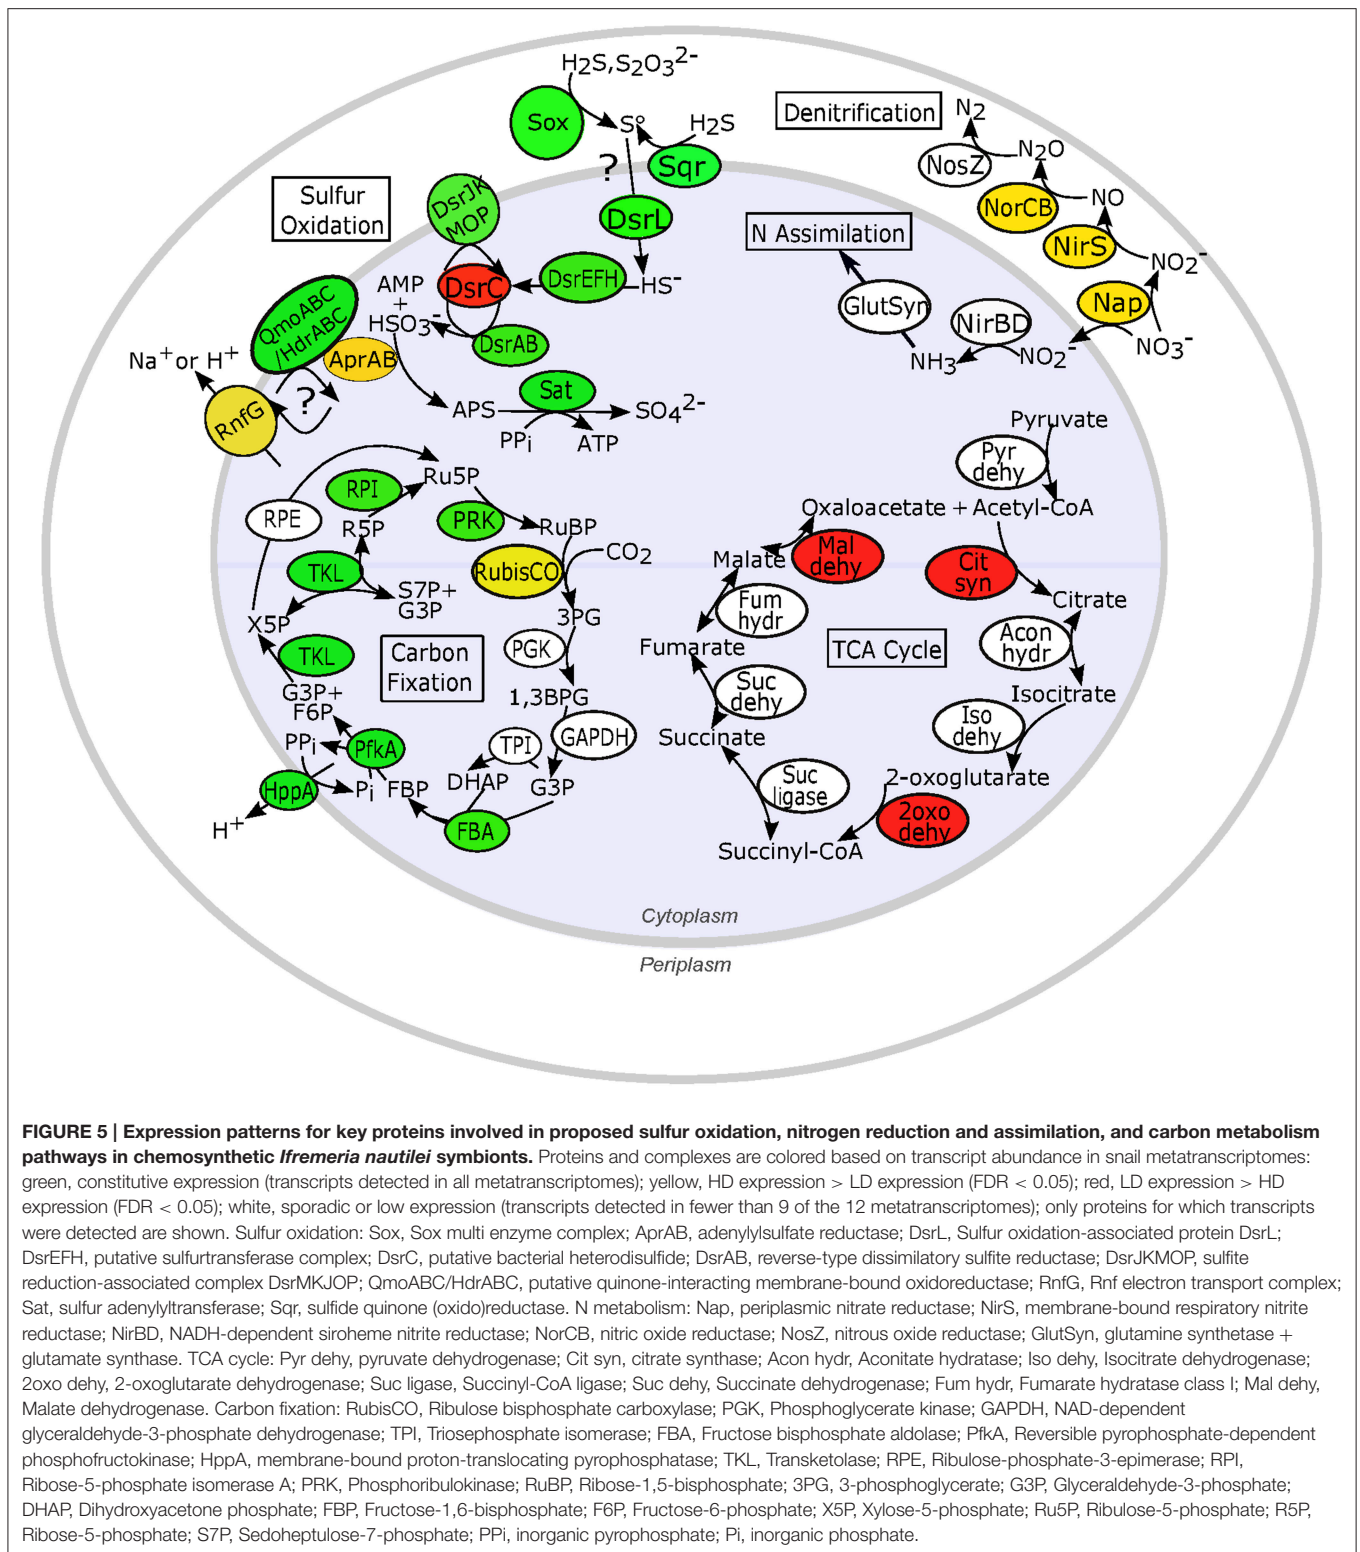 H2S,S2O3 2-
Sox
S°
H2S
?
Sqr
Denitrification
N2
NosZ
N2O
NorCB
NO
NirS
NO2-
Nap
NO3-
Sulfur
Oxidation
DsrJK
MOP
DsrL
N Assimilation
AMP
+
HSO3-
DsrC
DsrEFH
HS-
DsrAB
GlutSyn
NirBD
NH3
NO2-
QmoABC
/HdrABC
AprAB
Na+or H+
RnfG
?
APS
Sat
SO4 2-
PPi
ATP
Pyruvate
Pyr
dehy
RPI
Ru5P
RPE
R5P
PRK
RuBP
Oxaloacetate + Acetyl-CoA
TKL
RubisCO
CO2
Malate
Mal
dehy
Cit
syn
S7P+
G3P
X5P
3PG
Citrate
Fum
hydr
TKL
Carbon
Fixation
PGK
Fumarate
TCA Cycle
Acon
hydr
G3P+
F6P
1,3BPG
Suc
dehy
Isocitrate
PPi
PfkA
TPI
GAPDH
Succinate
Iso
dehy
HppA
Pi
FBP
DHAP
G3P
Suc
ligase
2-oxoglutarate
H+
FBA
2oxo
dehy
Succinyl-CoA
Cytoplasm
Periplasm
FIGURE 5 | Expression patterns for key proteins involved in proposed sulfur oxidation, nitrogen reduction and assimilation, and carbon metabolism
pathways in chemosynthetic Ifremeria nautilei symbionts. Proteins and complexes are colored based on transcript abundance in snail metatranscriptomes:
green, constitutive expression (transcripts detected in all metatranscriptomes); yellow, HD expression > LD expression (FDR < 0.05); red, LD expression > HD
expression (FDR < 0.05); white, sporadic or low expression (transcripts detected in fewer than 9 of the 12 metatranscriptomes); only proteins for which transcripts
were detected are shown. Sulfur oxidation: Sox, Sox multi enzyme complex; AprAB, adenylylsulfate reductase; DsrL, Sulfur oxidation-associated protein DsrL;
DsrEFH, putative sulfurtransferase complex; DsrC, putative bacterial heterodisulfide; DsrAB, reverse-type dissimilatory sulfite reductase; DsrJKMOP, sulfite
reduction-associated complex DsrMKJOP; QmoABC/HdrABC, putative quinone-interacting membrane-bound oxidoreductase; RnfG, Rnf electron transport complex;
Sat, sulfur adenylyltransferase; Sqr, sulfide quinone (oxido)reductase. N metabolism: Nap, periplasmic nitrate reductase; NirS, membrane-bound respiratory nitrite
reductase; NirBD, NADH-dependent siroheme nitrite reductase; NorCB, nitric oxide reductase; NosZ, nitrous oxide reductase; GlutSyn, glutamine synthetase +
glutamate synthase. TCA cycle: Pyr dehy, pyruvate dehydrogenase; Cit syn, citrate synthase; Acon hydr, Aconitate hydratase; Iso dehy, Isocitrate dehydrogenase;
2oxo dehy, 2-oxoglutarate dehydrogenase; Suc ligase, Succinyl-CoA ligase; Suc dehy, Succinate dehydrogenase; Fum hydr, Fumarate hydratase class I; Mal dehy,
Malate dehydrogenase. Carbon fixation: RubisCO, Ribulose bisphosphate carboxylase; PGK, Phosphoglycerate kinase; GAPDH, NAD-dependent
glyceraldehyde-3-phosphate dehydrogenase; TPI, Triosephosphate isomerase; FBA, Fructose bisphosphate aldolase; PfkA, Reversible pyrophosphate-dependent
phosphofructokinase; HppA, membrane-bound proton-translocating pyrophosphatase; TKL, Transketolase; RPE, Ribulose-phosphate-3-epimerase; RPI,
Ribose-5-phosphate isomerase A; PRK, Phosphoribulokinase; RuBP, Ribose-1,5-bisphosphate; 3PG, 3-phosphoglycerate; G3P, Glyceraldehyde-3-phosphate;
DHAP, Dihydroxyacetone phosphate; FBP, Fructose-1,6-bisphosphate; F6P, Fructose-6-phosphate; X5P, Xylose-5-phosphate; Ru5P, Ribulose-5-phosphate; R5P,
Ribose-5-phosphate; S7P, Sedoheptulose-7-phosphate; PPi, inorganic pyrophosphate; Pi, inorganic phosphate.